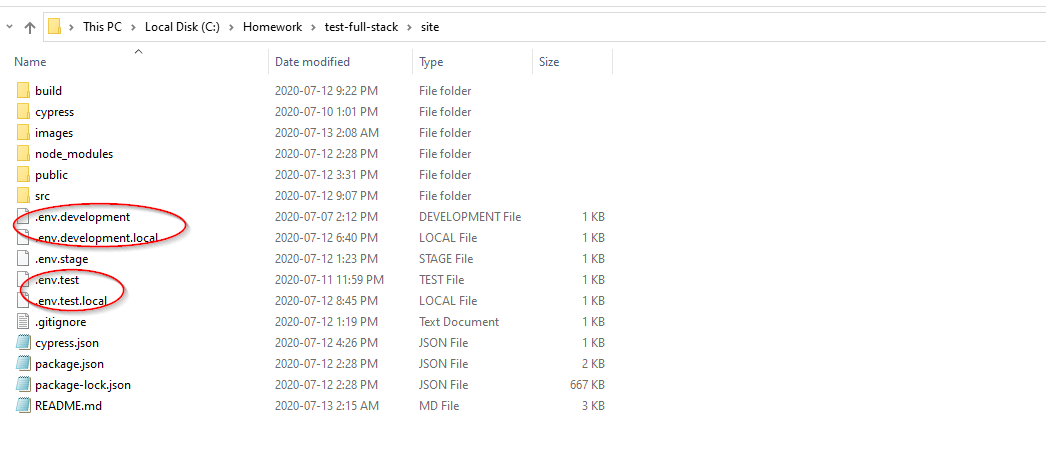 This PC > Local Disk (C:) > Homework > test-full-stack > site
Name Date modified Type Size
build 2020-07-12 9:22 PM File folder
cypress 2020-07-10 1:01 PM File folder
images 2020-07-13 2:08 AM File folder
node_modules 2020-07-12 2:28 PM File folder
public 2020-07-12 3:31 PM File folder
src 2020-07-12 9:07 PM File folder
.env.development 2020-07-07 2:12 PM DEVELOPMENT File 1 KB
.env.development.local 2020-07-12 6:40 PM LOCAL File 1 KB
.env.stage 2020-07-12 1:23 PM STAGE File 1 KB
.env.test 2020-07-11 11:59 PM TEST File 1 KB
.env.test.local 2020-07-12 8:45 PM LOCAL File 1 KB
.gitignore 2020-07-12 1:19 PM Text Document 1 KB
cypress.json 2020-07-12 4:26 PM JSON File 1 KB
package.json 2020-07-12 2:28 PM JSON File 2 KB
package-lock.json 2020-07-12 2:28 PM JSON File 667 KB
README.md 2020-07-13 2:15 AM MD File 3 KB